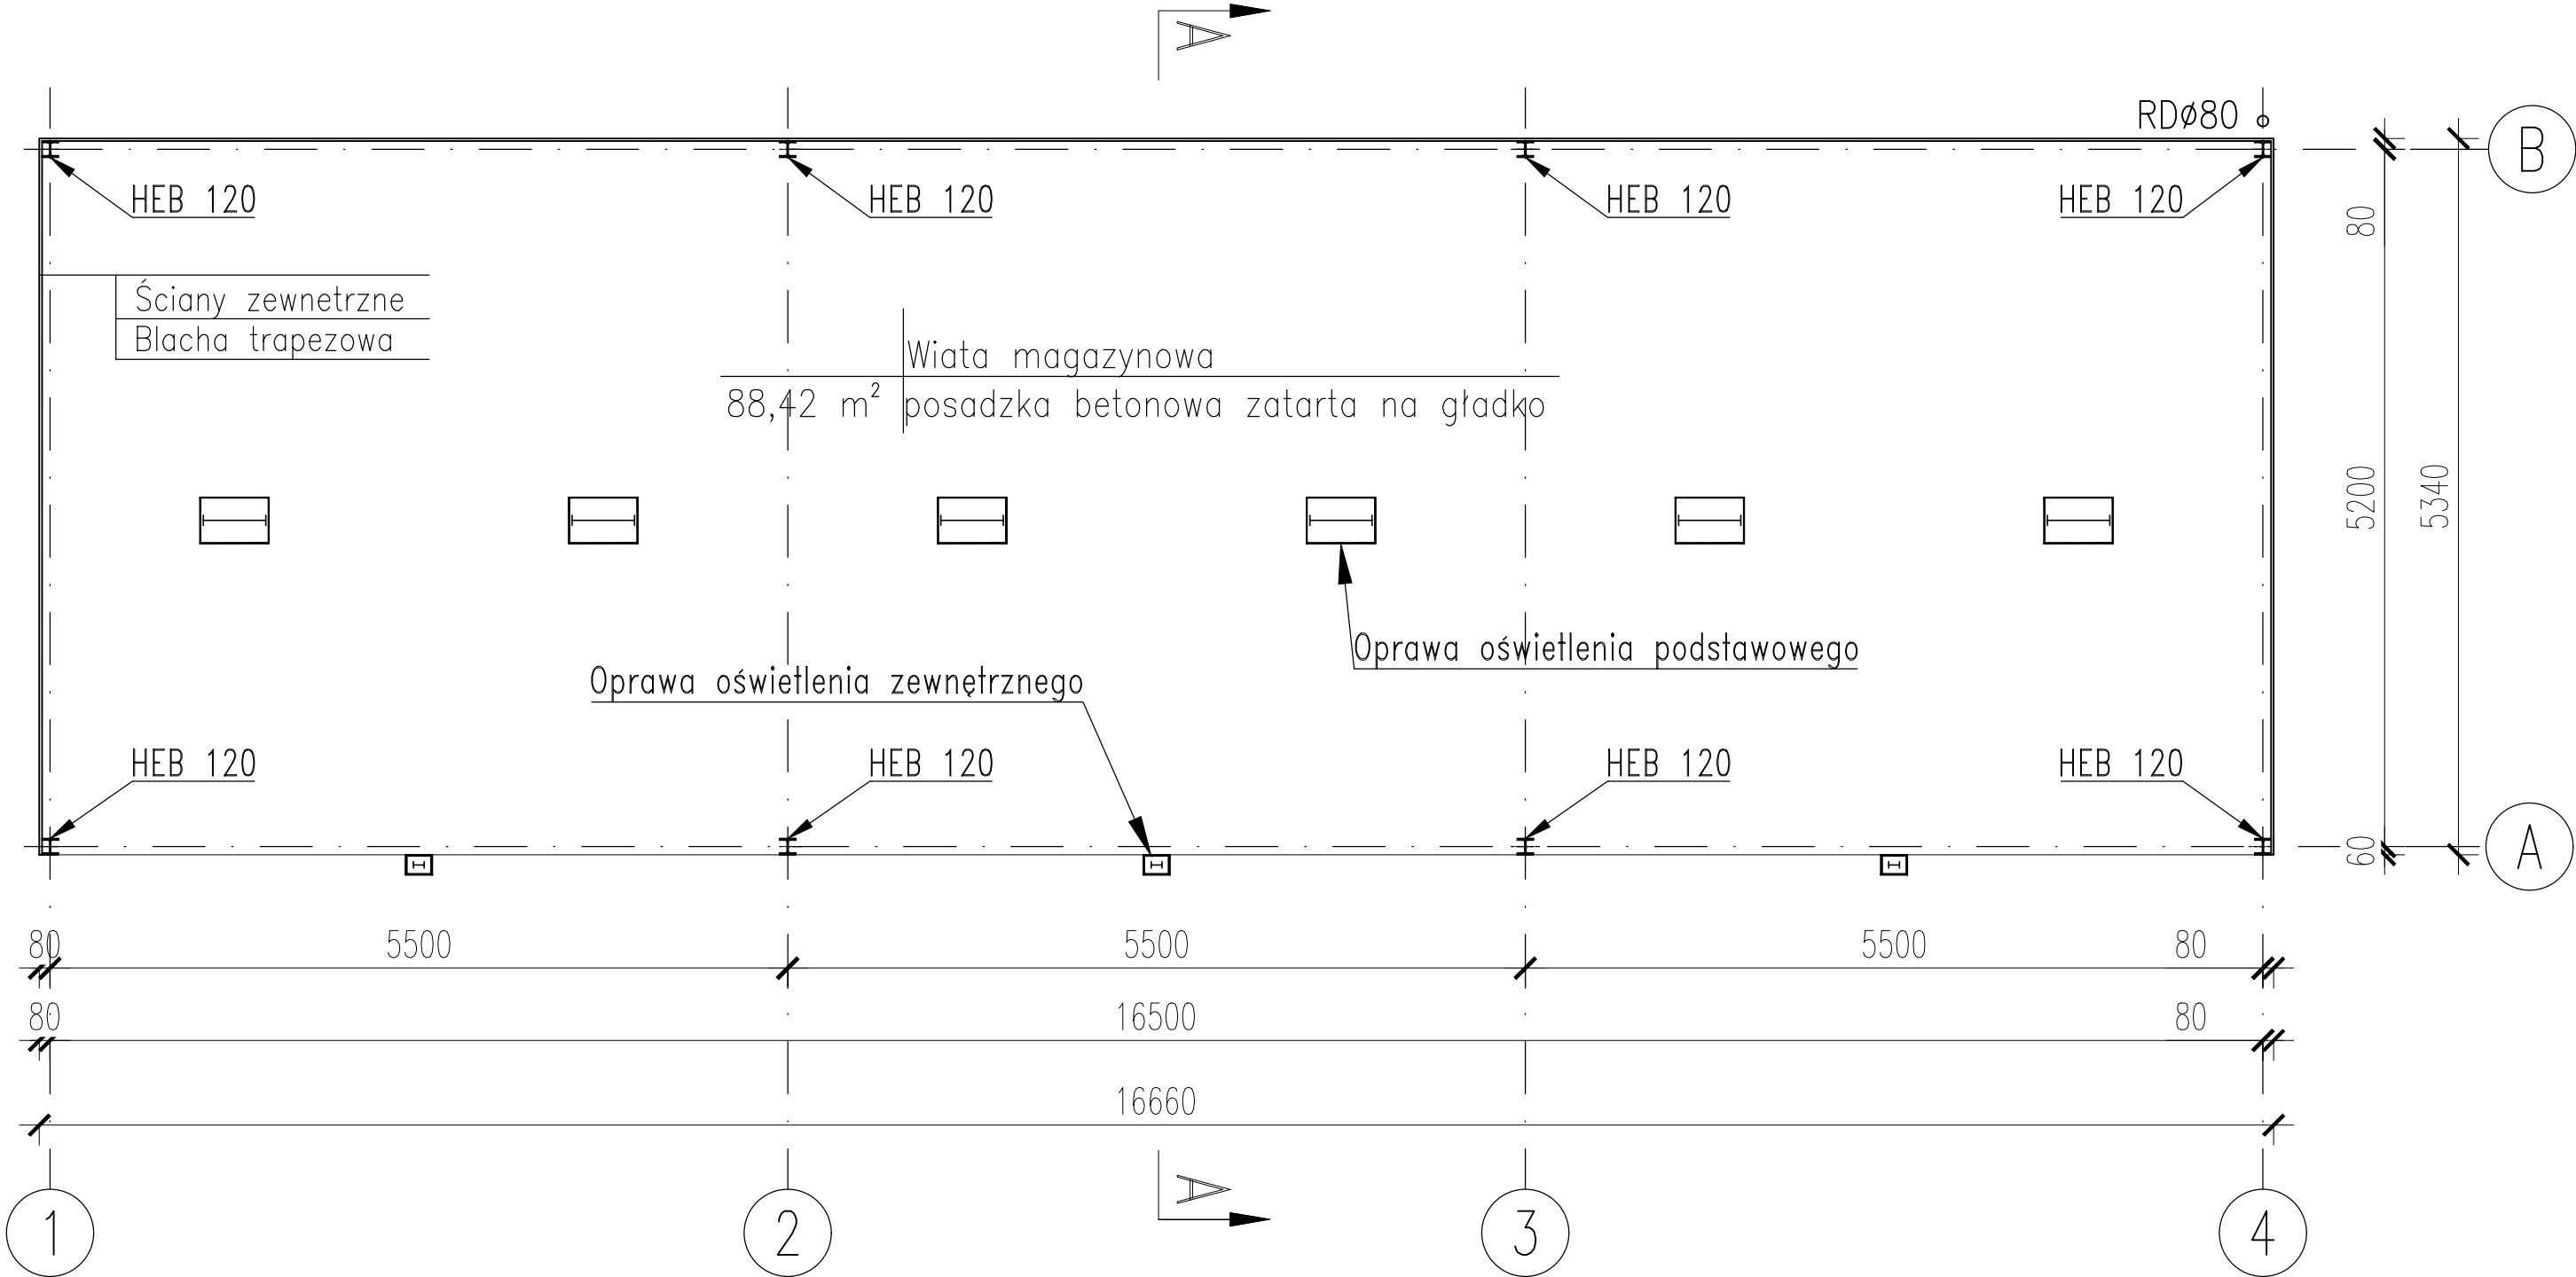 A
RDø80
B
HEB 120
HEB 120
HEB 120
HEB 120
80
Ściany zewnetrzne
Blacha trapezowa
Wiata magazynowa
88,42 m² posadzka betonowa zatarta na gładko
5200
5340
Oprawa oświetlenia podstawowego
Oprawa oświetlenia zewnętrznego
HEB 120
HEB 120
HEB 120
HEB 120
60
A
80 5500 5500 5500 80
80 16500 80
16660
A
1 2 3 4